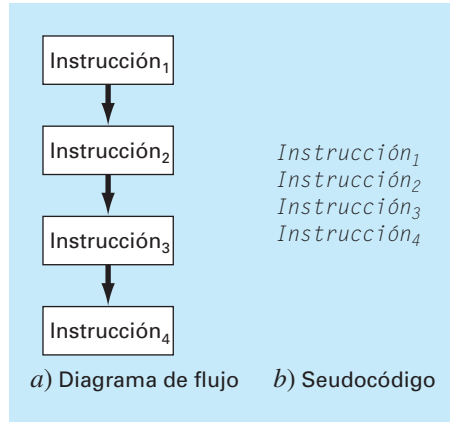 Instrucción₁
Instrucción₂
Instrucción₃
Instrucción₄
Instrucción₁
Instrucción₂
Instrucción₃
Instrucción₄
a) Diagrama de flujo
b) Seudocódigo